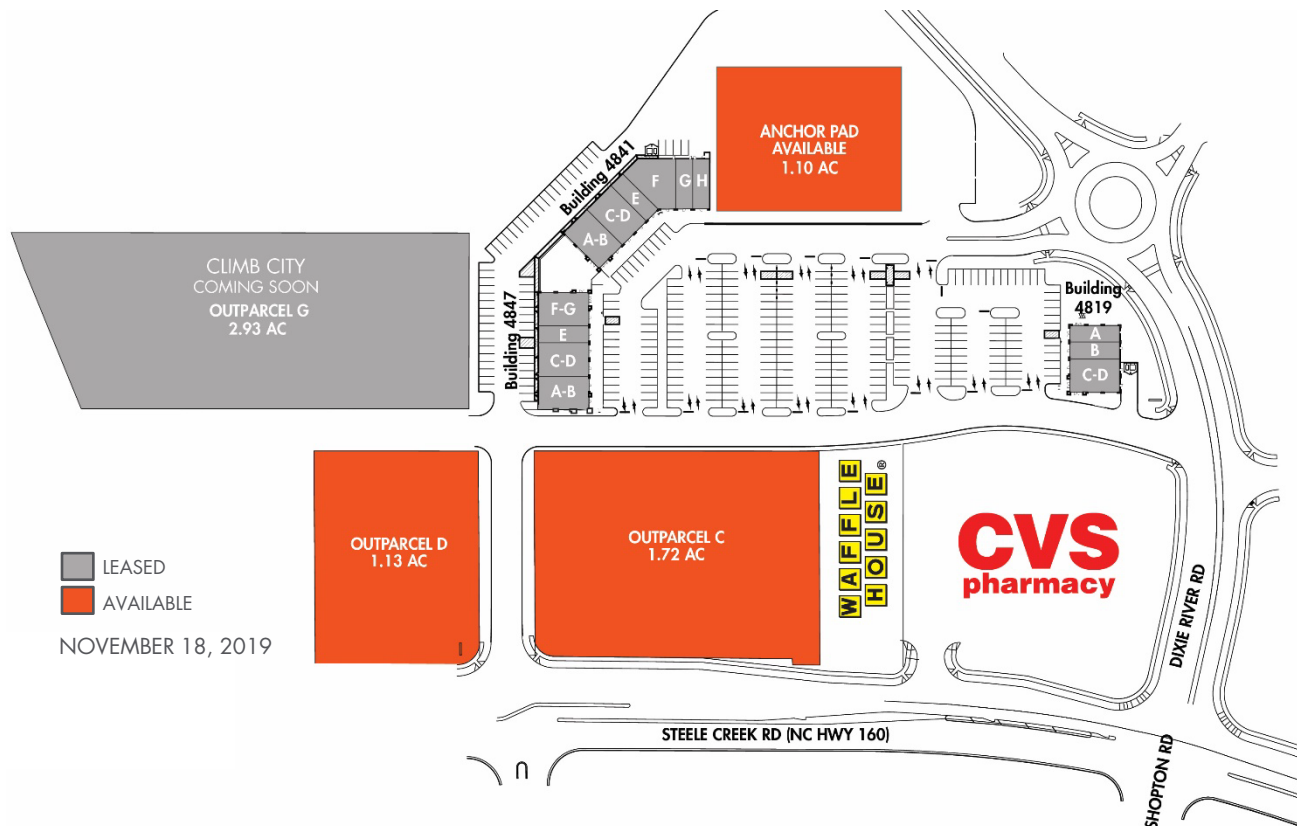 ANCHOR PAD
AVAILABLE
1.10 AC
Building 4841
F
G
H
E
C-D
A-B
CLIMB CITY
COMING SOON
OUTPARCEL G
2.93 AC
Building 4847
F-G
E
C-D
A-B
Building
4819
A
B
C-D
OUTPARCEL D
1.13 AC
OUTPARCEL C
1.72 AC
WAFFLE
HOUSE®
CVS
pharmacy
LEASED
AVAILABLE
NOVEMBER 18, 2019
DIXIE RIVER RD
STEELE CREEK RD (NC HWY 160)
SHOPTON RD